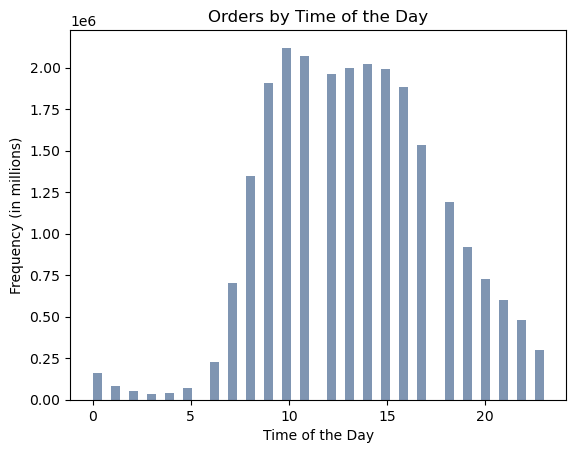 Orders by Time of the Day
1e6
2.00
1.75
1.50
1.25
1.00
0.75
0.50
0.25
0.00
Frequency (in millions)
0 5 10 15 20
Time of the Day